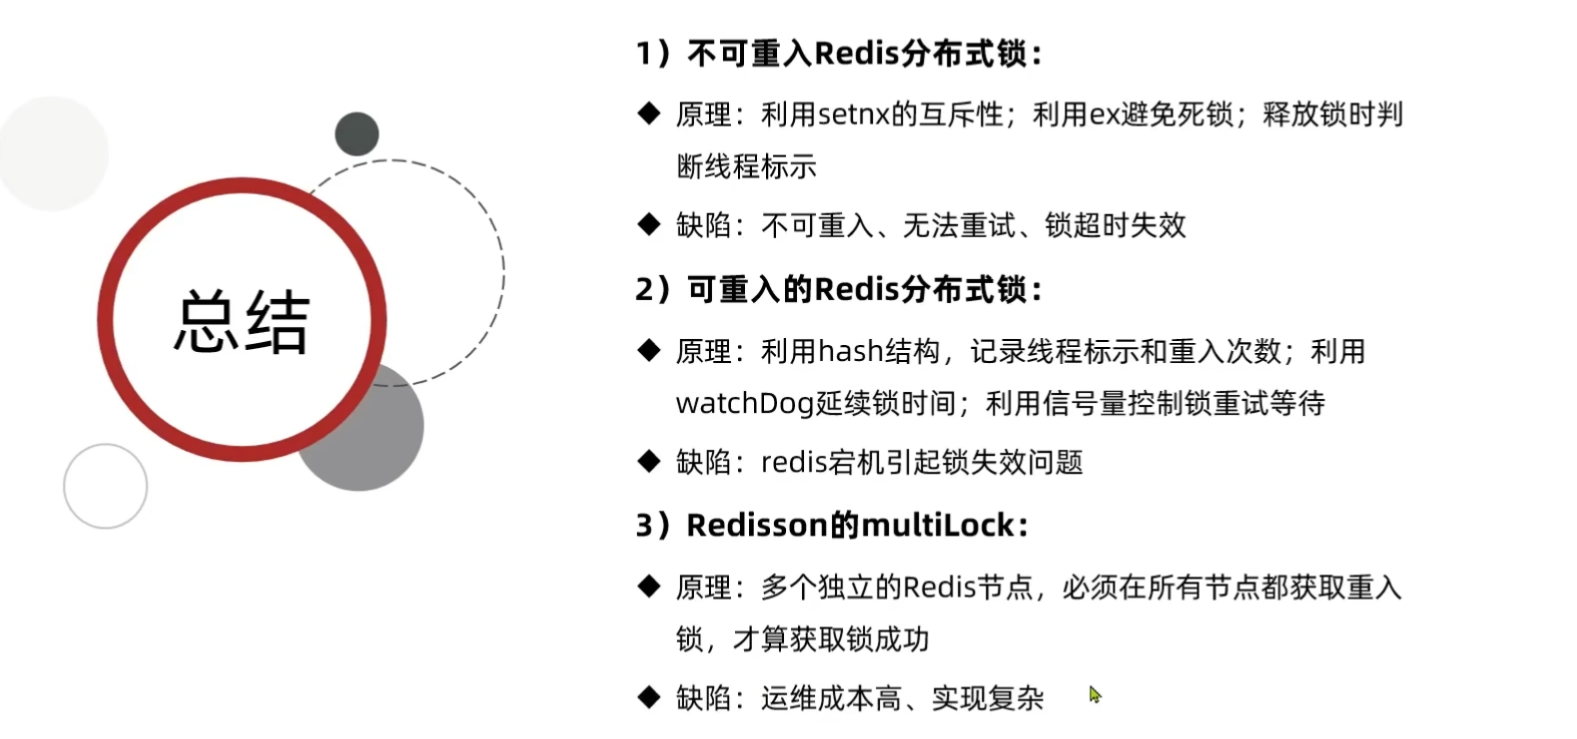 总结
1）不可重入Redis分布式锁：
◆ 原理：利用setnx的互斥性；利用ex避免死锁；释放锁时判
断线程标示
◆ 缺陷：不可重入、无法重试、锁超时失效
2）可重入的Redis分布式锁：
◆ 原理：利用hash结构，记录线程标示和重入次数；利用
watchDog延续锁时间；利用信号量控制锁重试等待
◆ 缺陷：redis宕机引起锁失效问题
3）Redisson的multiLock：
◆ 原理：多个独立的Redis节点，必须在所有节点都获取重入
锁，才算获取锁成功
◆ 缺陷：运维成本高、实现复杂